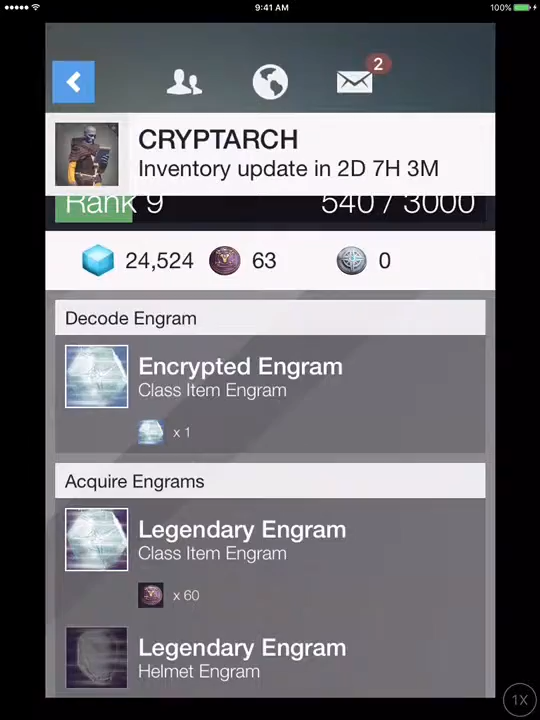 9:41 AM
100%
2
CRYPTARCH
Inventory update in 2D 7H 3M
Rank 9 540 / 3000
24,524 63 0
Decode Engram
Encrypted Engram
Class Item Engram
x 1
Acquire Engrams
Legendary Engram
Class Item Engram
x 60
Legendary Engram
Helmet Engram
1X